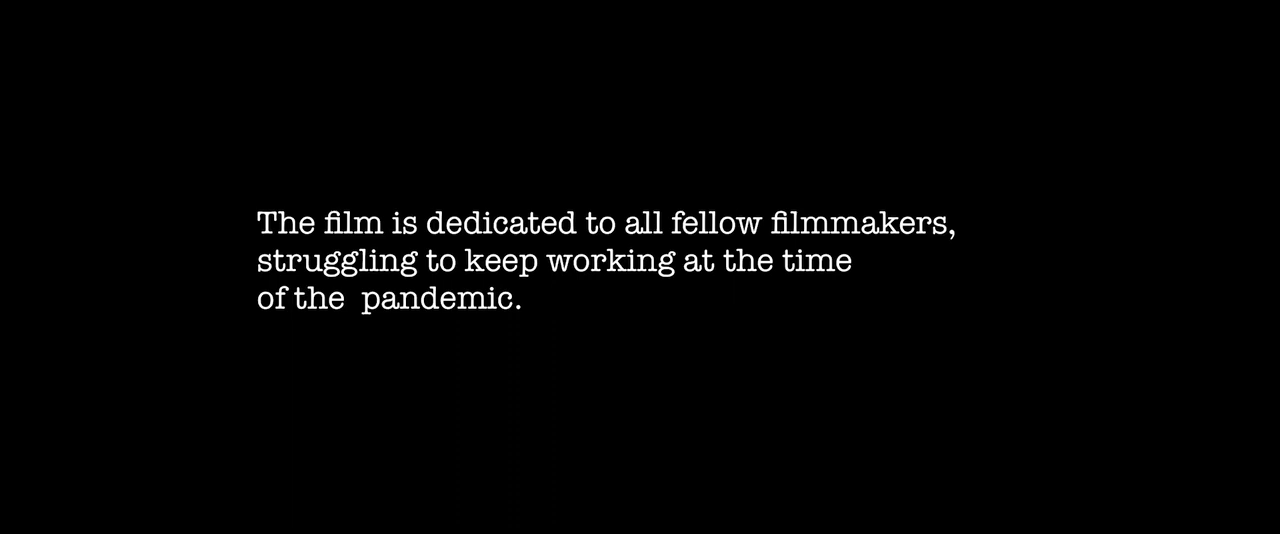 The film is dedicated to all fellow filmmakers,
struggling to keep working at the time
of the  pandemic.